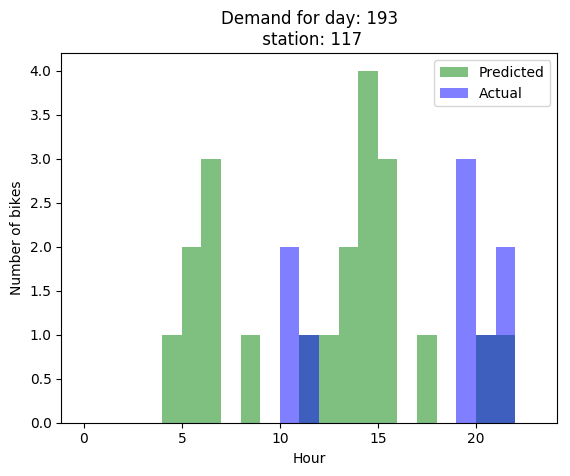 Demand for day: 193
station: 117
Predicted
Actual
4.0
3.5
3.0
2.5
2.0
1.5
1.0
0.5
0.0
Number of bikes
0 5 10 15 20
Hour